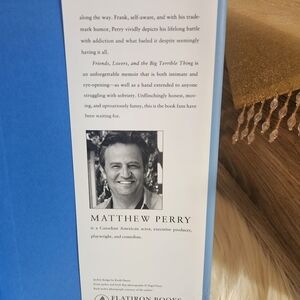 along the way. Frank, self-aware, and with his trade-
mark humor, Perry vividly depicts his lifelong battle
with addiction and what fueled it despite seemingly
having it all.
Friends, Lovers, and the Big Terrible Thing is
an unforgettable memoir that is both intimate and
eye-opening—as well as a hand extended to anyone
struggling with sobriety. Unflinchingly honest, mov-
ing, and uproariously funny, this is the book fans have
been waiting for.
MATTHEW PERRY
is a Canadian American actor, executive producer,
playwright, and comedian.
FLATIRON BOOKS